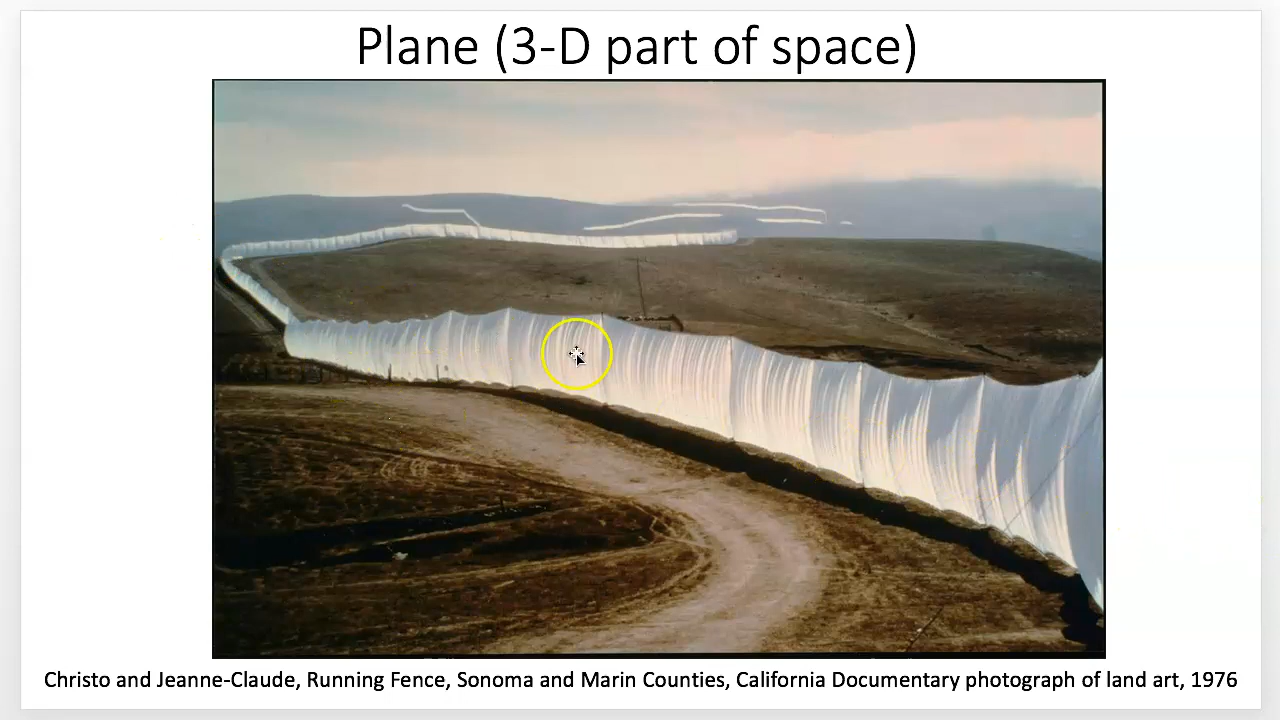 Plane (3-D part of space)
Christo and Jeanne-Claude, Running Fence, Sonoma and Marin Counties, California Documentary photograph of land art, 1976